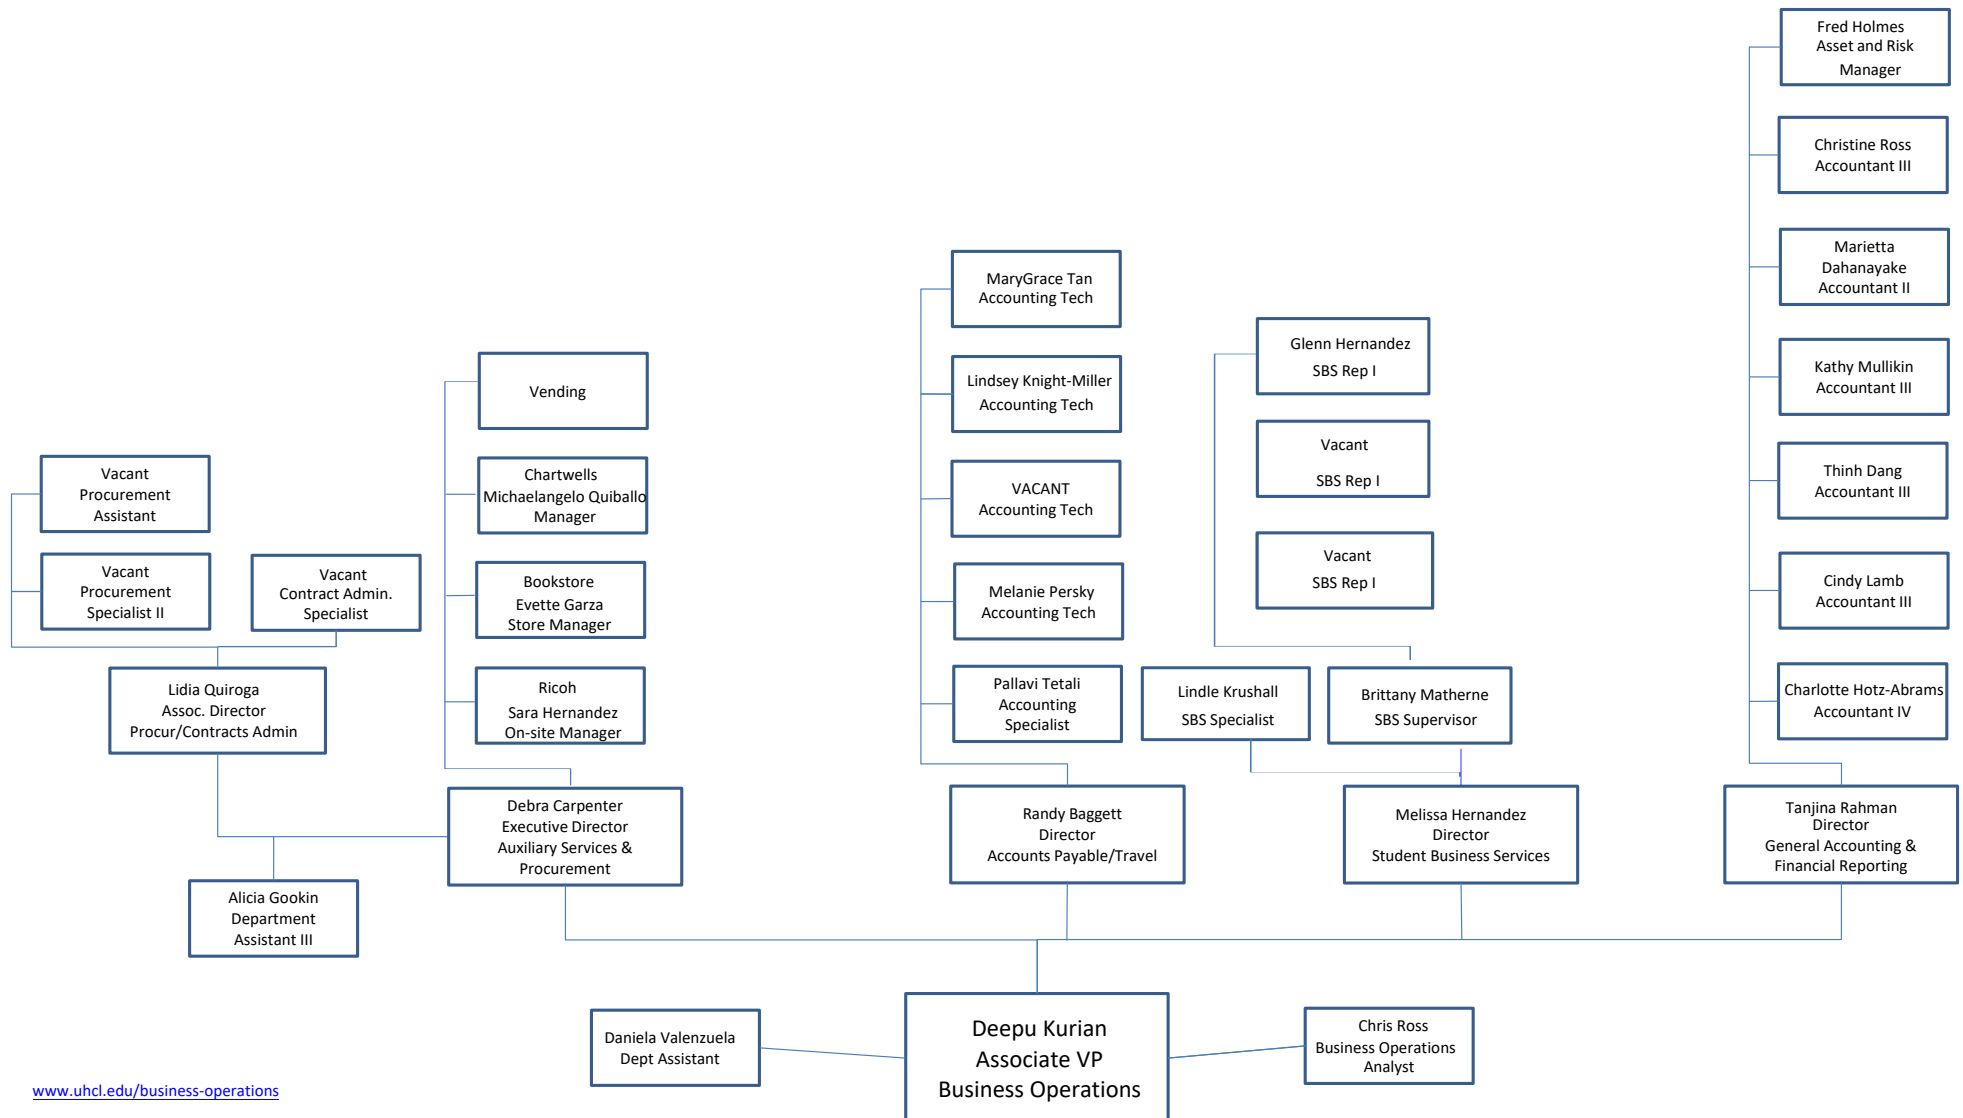 Fred Holmes
Asset and Risk
Manager
Christine Ross
Accountant III
Marietta
Dahanayake
Accountant II
Kathy Mullikin
Accountant III
Thinh Dang
Accountant III
Cindy Lamb
Accountant III
Charlotte Hotz-Abrams
Accountant IV
MaryGrace Tan
Accounting Tech
Lindsey Knight-Miller
Accounting Tech
VACANT
Accounting Tech
Melanie Persky
Accounting Tech
Pallavi Tetali
Accounting
Specialist
Glenn Hernandez
SBS Rep I
Vacant
SBS Rep I
Vacant
SBS Rep I
Lindle Krushall
SBS Specialist
Brittany Matherne
SBS Supervisor
Vending
Chartwells
Michaelangelo Quiballo
Manager
Bookstore
Evette Garza
Store Manager
Ricoh
Sara Hernandez
On-site Manager
Vacant
Procurement
Assistant
Vacant
Procurement
Specialist II
Vacant
Contract Admin.
Specialist
Lidia Quiroga
Assoc. Director
Procur/Contracts Admin
Debra Carpenter
Executive Director
Auxiliary Services &
Procurement
Randy Baggett
Director
Accounts Payable/Travel
Melissa Hernandez
Director
Student Business Services
Tanjina Rahman
Director
General Accounting &
Financial Reporting
Alicia Gookin
Department
Assistant III
Daniela Valenzuela
Dept Assistant
Deepu Kurian
Associate VP
Business Operations
Chris Ross
Business Operations
Analyst
www.uhcl.edu/business-operations